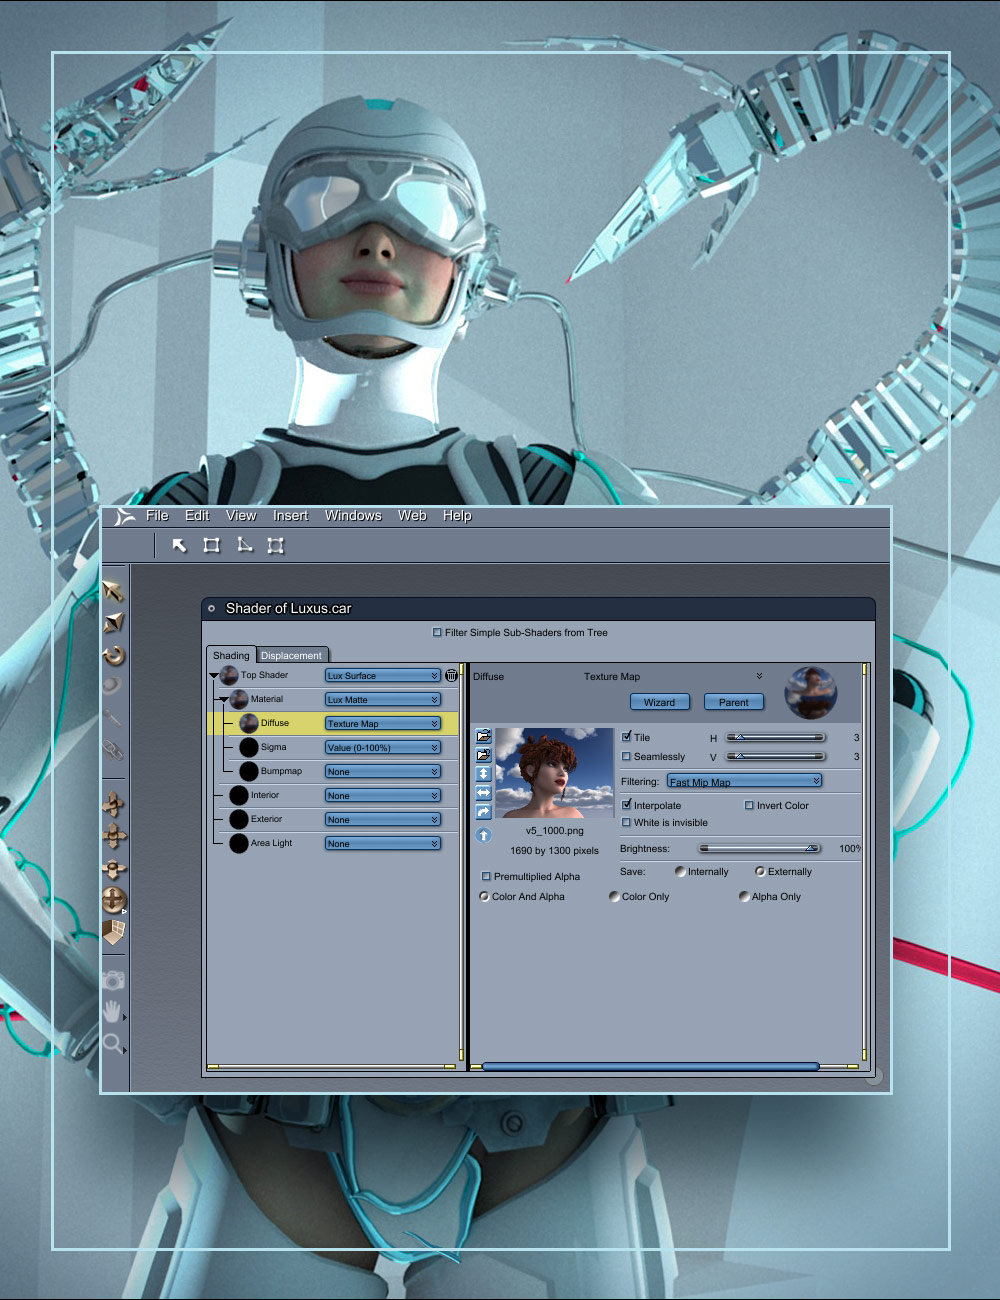 File Edit View Insert Windows Web Help
Shader of Luxus.car
Filter Simple Sub-Shaders from Tree
Shading Displacement
Top Shader Lux Surface
Material Lux Matte
Diffuse Texture Map
Sigma Value (0-100%)
Bumpmap None
Interior None
Exterior None
Area Light None
Diffuse Texture Map
Wizard Parent
Tile H 3
Seamlessly V 3
Filtering: Fast Mip Map
Interpolate Invert Color
White is invisible
v5_1000.png
1690 by 1300 pixels
Brightness: 100%
Save: Internally Externally
Premultiplied Alpha
Color And Alpha Color Only Alpha Only